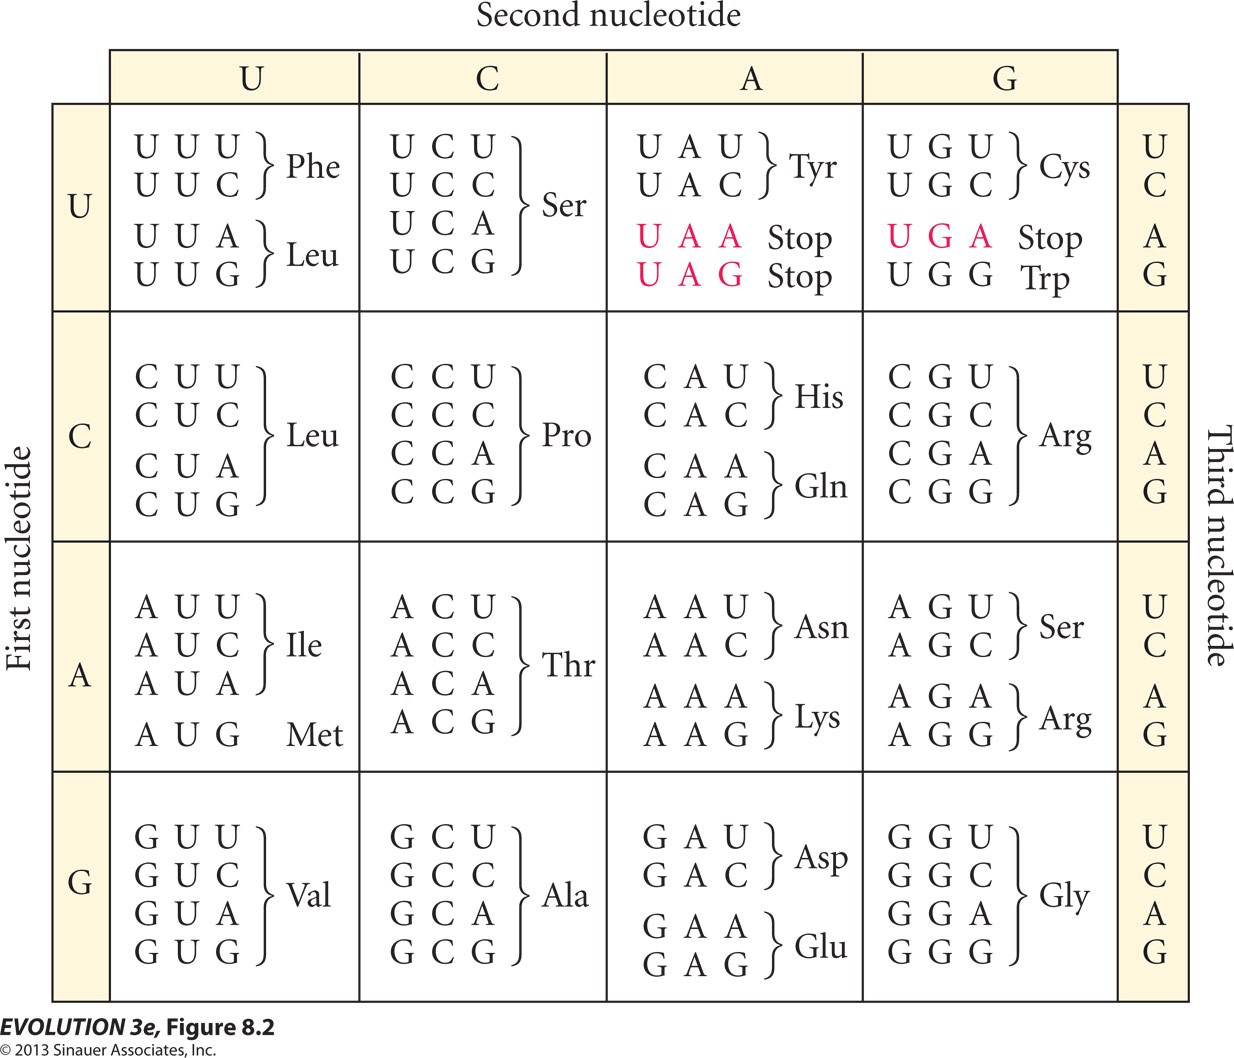 Second nucleotide
U C A G
First nucleotide
Third nucleotide
U
U U U
U U C
Phe
U U A
U U G
Leu
U C U
U C C
U C A
U C G
Ser
U A U
U A C
Tyr
U A A Stop
U A G Stop
U G U
U G C
Cys
U G A Stop
U G G Trp
U
C
A
G
C
C U U
C U C
C U A
C U G
Leu
C C U
C C C
C C A
C C G
Pro
C A U
C A C
His
C A A
C A G
Gln
C G U
C G C
C G A
C G G
Arg
U
C
A
G
A
A U U
A U C
A U A
Ile
A U G Met
A C U
A C C
A C A
A C G
Thr
A A U
A A C
Asn
A A A
A A G
Lys
A G U
A G C
Ser
A G A
A G G
Arg
U
C
A
G
G
G U U
G U C
G U A
G U G
Val
G C U
G C C
G C A
G C G
Ala
G A U
G A C
Asp
G A A
G A G
Glu
G G U
G G C
G G A
G G G
Gly
U
C
A
G
EVOLUTION 3e, Figure 8.2
© 2013 Sinauer Associates, Inc.